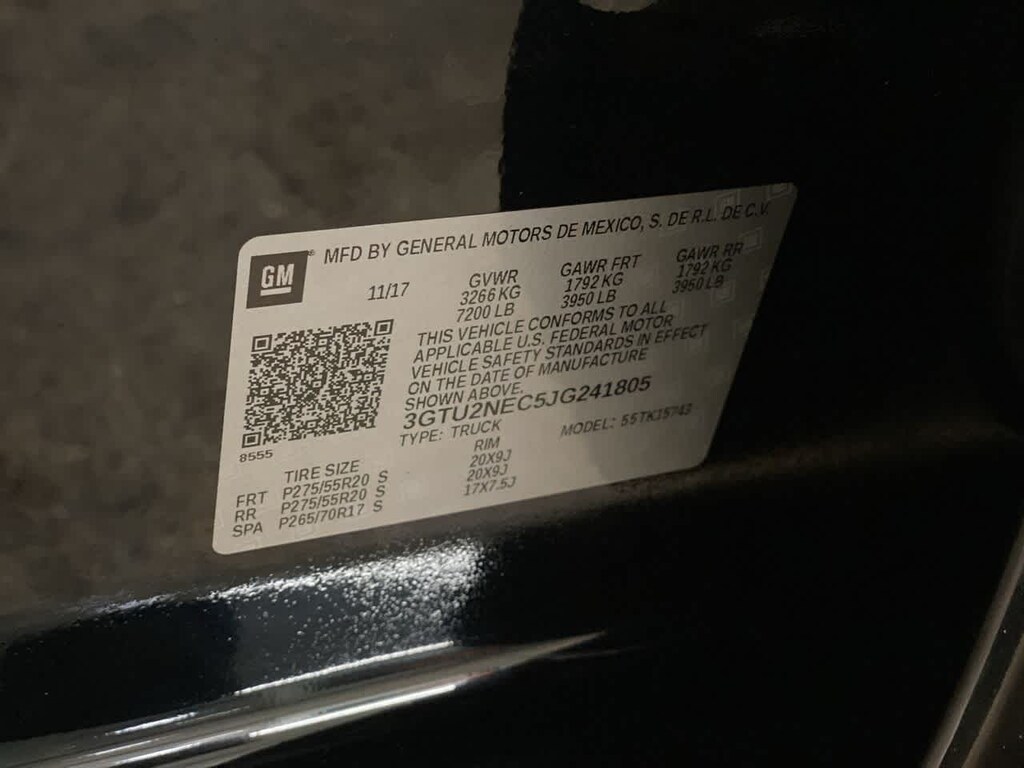 GM® MFD BY GENERAL MOTORS DE MEXICO, S. DE R.L. DE C.V.
11/17
GVWR GAWR FRT GAWR RR
3266 KG 1792 KG 1792 KG
7200 LB 3950 LB 3950 LB
THIS VEHICLE CONFORMS TO ALL
APPLICABLE U.S. FEDERAL MOTOR
VEHICLE SAFETY STANDARDS IN EFFECT
ON THE DATE OF MANUFACTURE
SHOWN ABOVE.
3GTU2NEC5JG241805
TYPE: TRUCK MODEL: 55TK15743
8555
TIRE SIZE RIM
FRT P275/55R20 S 20X9J
RR P275/55R20 S 20X9J
SPA P265/70R17 S 17X7.5J